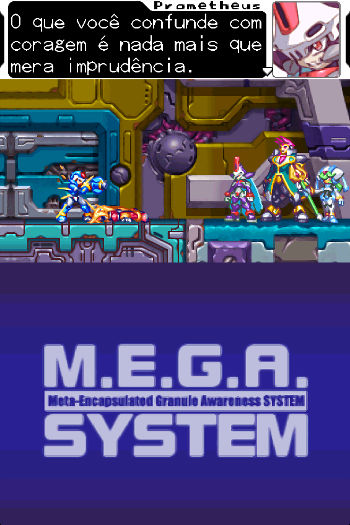 Prometheus
O que você confunde com
coragem é nada mais que
mera imprudência.
M.E.G.A.
Meta-Encapsulated Granule Awareness SYSTEM
SYSTEM